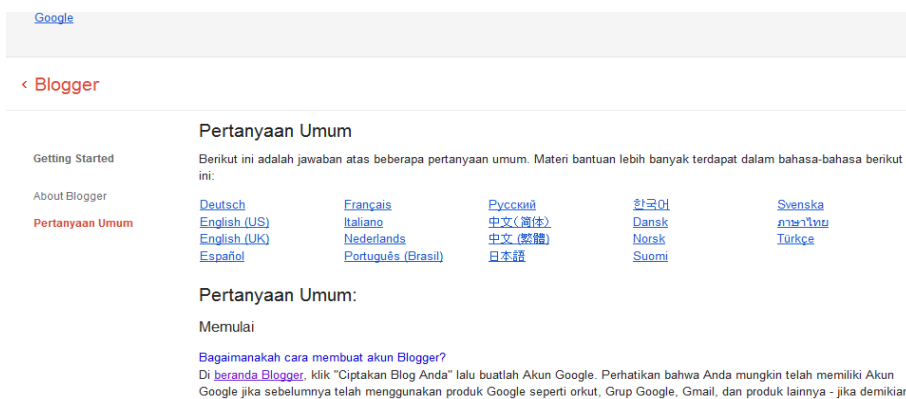 Google
‹ Blogger
Getting Started
About Blogger
Pertanyaan Umum
Pertanyaan Umum
Berikut ini adalah jawaban atas beberapa pertanyaan umum. Materi bantuan lebih banyak terdapat dalam bahasa-bahasa berikut
ini:
Deutsch Français Русский 한국어 Svenska
English (US) Italiano 中文(简体) Dansk ภาษาไทย
English (UK) Nederlands 中文 (繁體) Norsk Türkçe
Español Português (Brasil) 日本語 Suomi
Pertanyaan Umum:
Memulai
Bagaimanakah cara membuat akun Blogger?
Di beranda Blogger, klik "Ciptakan Blog Anda" lalu buatlah Akun Google. Perhatikan bahwa Anda mungkin telah memiliki Akun
Google jika sebelumnya telah menggunakan produk Google seperti orkut, Grup Google, Gmail, dan produk lainnya - jika demikian